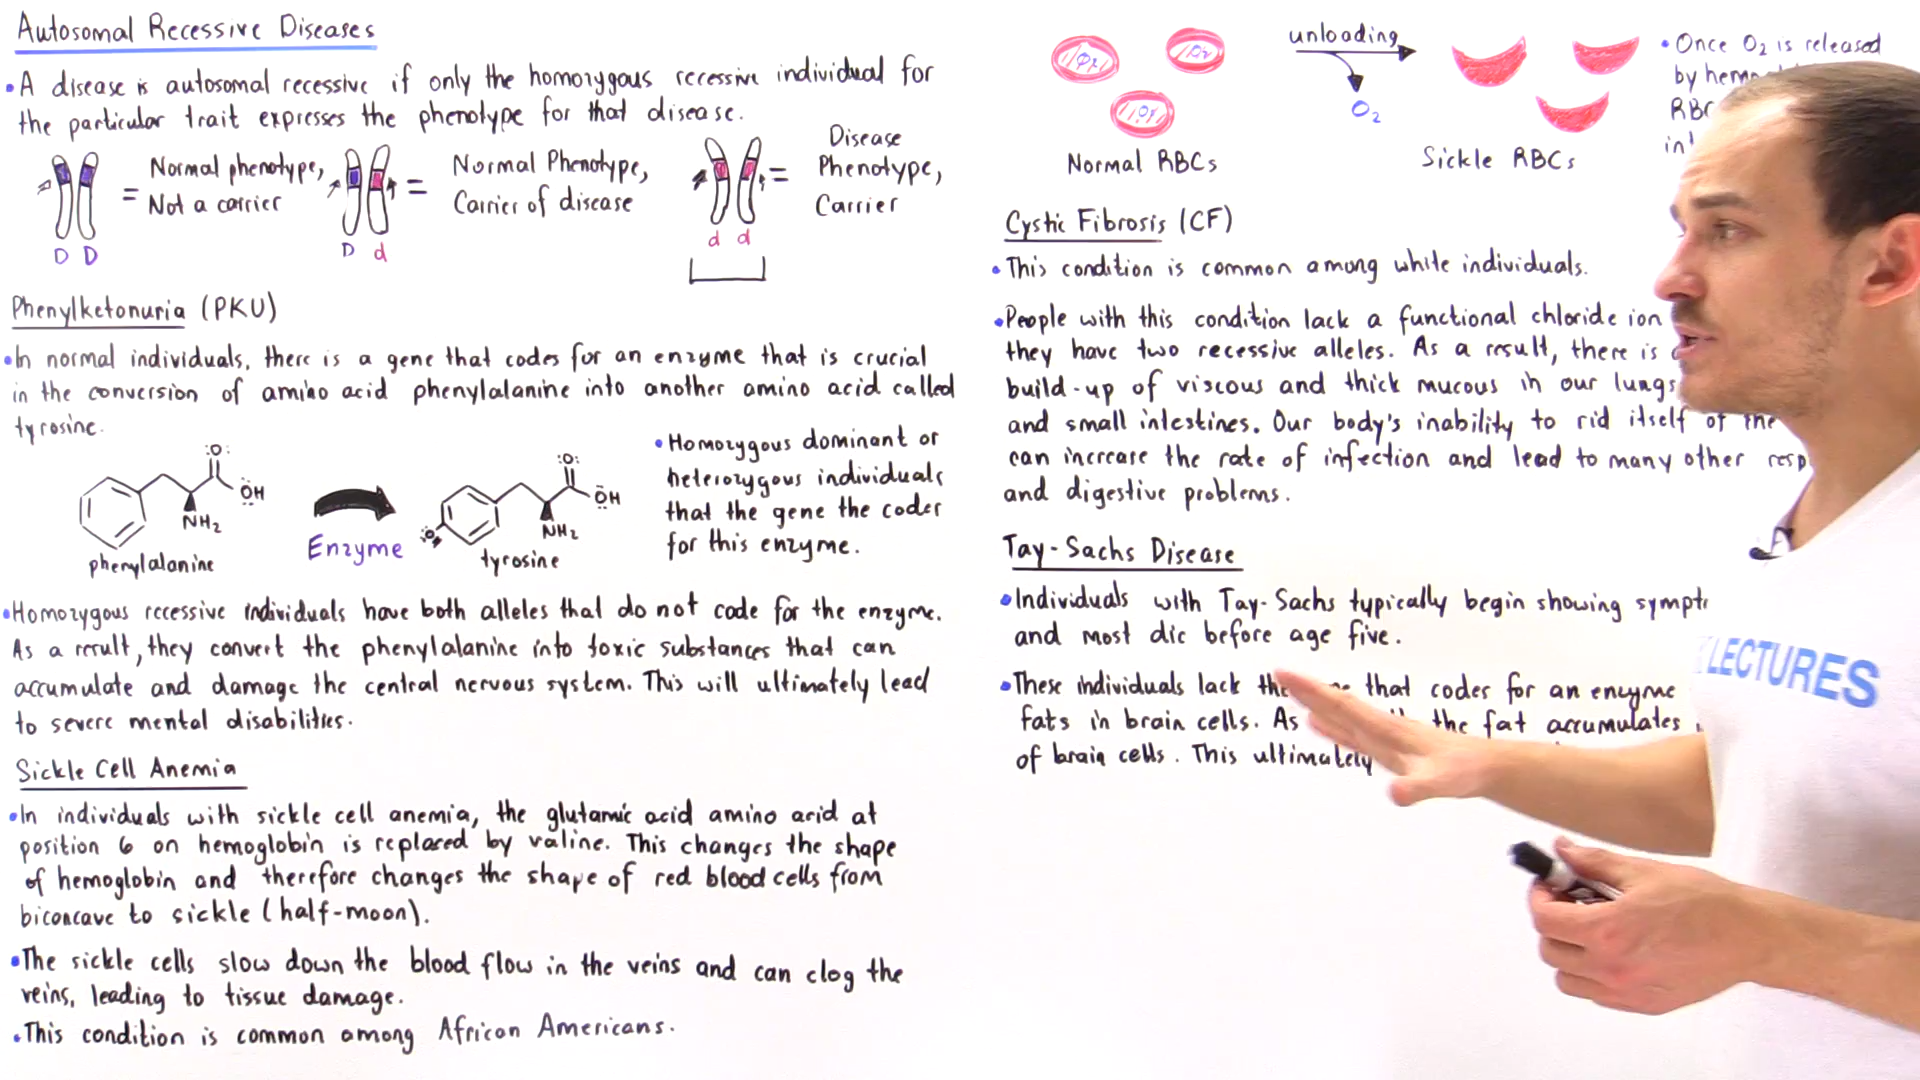 Autosomal Recessive Diseases
• A disease is autosomal recessive if only the homozygous recessive individual for
the particular trait expresses the phenotype for that disease.
D D
= Normal phenotype,
Not a carrier
D d
= Normal Phenotype,
Carrier of disease
d d
= Disease
Phenotype,
Carrier
Phenylketonuria (PKU)
• In normal individuals, there is a gene that codes for an enzyme that is crucial
in the conversion of amino acid phenylalanine into another amino acid called
tyrosine.
:O:
ÖH
NH2
phenylalanine
Enzyme
:O:
ÖH
NH2
tyrosine
• Homozygous dominant or
heterozygous individuals
that the gene the codes
for this enzyme.
• Homozygous recessive individuals have both alleles that do not code for the enzyme.
As a result, they convert the phenylalanine into toxic substances that can
accumulate and damage the central nervous system. This will ultimately lead
to severe mental disabilities.
Sickle Cell Anemia
• In individuals with sickle cell anemia, the glutamic acid amino acid at
position 6 on hemoglobin is replaced by valine. This changes the shape
of hemoglobin and therefore changes the shape of red blood cells from
biconcave to sickle (half-moon).
• The sickle cells slow down the blood flow in the veins and can clog the
veins, leading to tissue damage.
• This condition is common among African Americans.
O2 O2
O2
Normal RBCs
unloading
O2
Sickle RBCs
• Once O2 is released
by
RBC
Cystic Fibrosis (CF)
• This condition is common among white individuals.
• People with this condition lack a functional chloride ion
they have two recessive alleles. As a result, there is
build-up of viscous and thick mucous in our lungs
and small intestines. Our body's inability to rid itself of the
can increase the rate of infection and lead to many other resp
and digestive problems.
Tay-Sachs Disease
• Individuals with Tay-Sachs typically begin showing sympt
and most die before age five.
• These individuals lack the that codes for an enzyme
fats in brain cells. As the fat accumulates
of brain cells. This ultimately
LECTURES